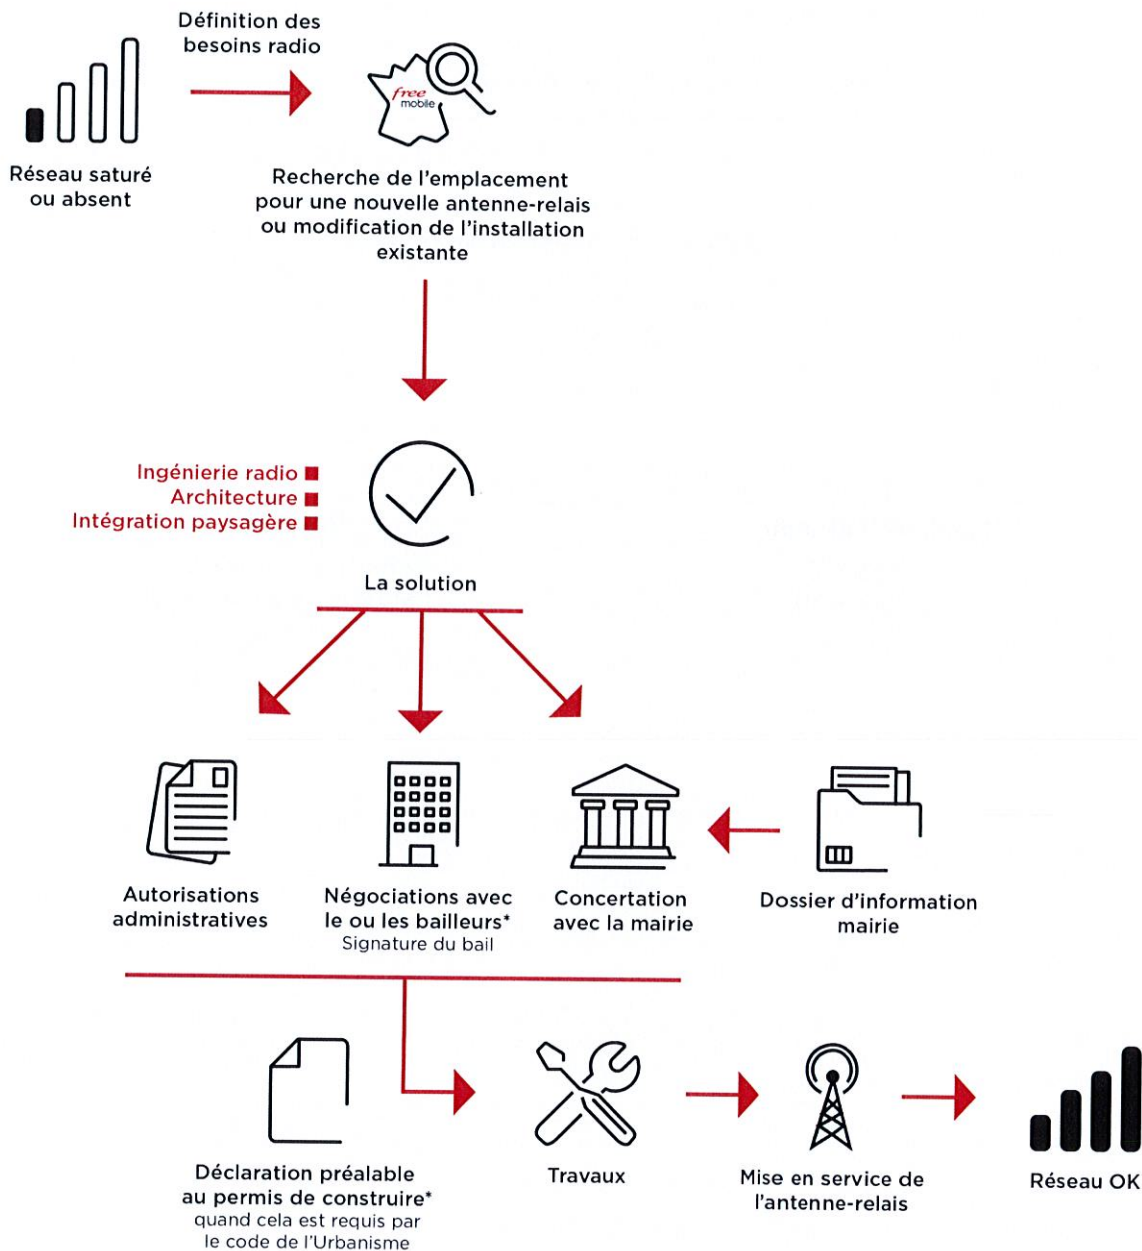 Définition des
besoins radio
free
mobile
Réseau saturé
ou absent
Recherche de l'emplacement
pour une nouvelle antenne-relais
ou modification de l'installation
existante
Ingénierie radio
Architecture
Intégration paysagère
La solution
Autorisations
administratives
Négociations avec
le ou les bailleurs*
Signature du bail
Concertation
avec la mairie
Dossier d'information
mairie
Déclaration préalable
au permis de construire*
quand cela est requis par
le code de l'Urbanisme
Travaux
Mise en service de
l'antenne-relais
Réseau OK